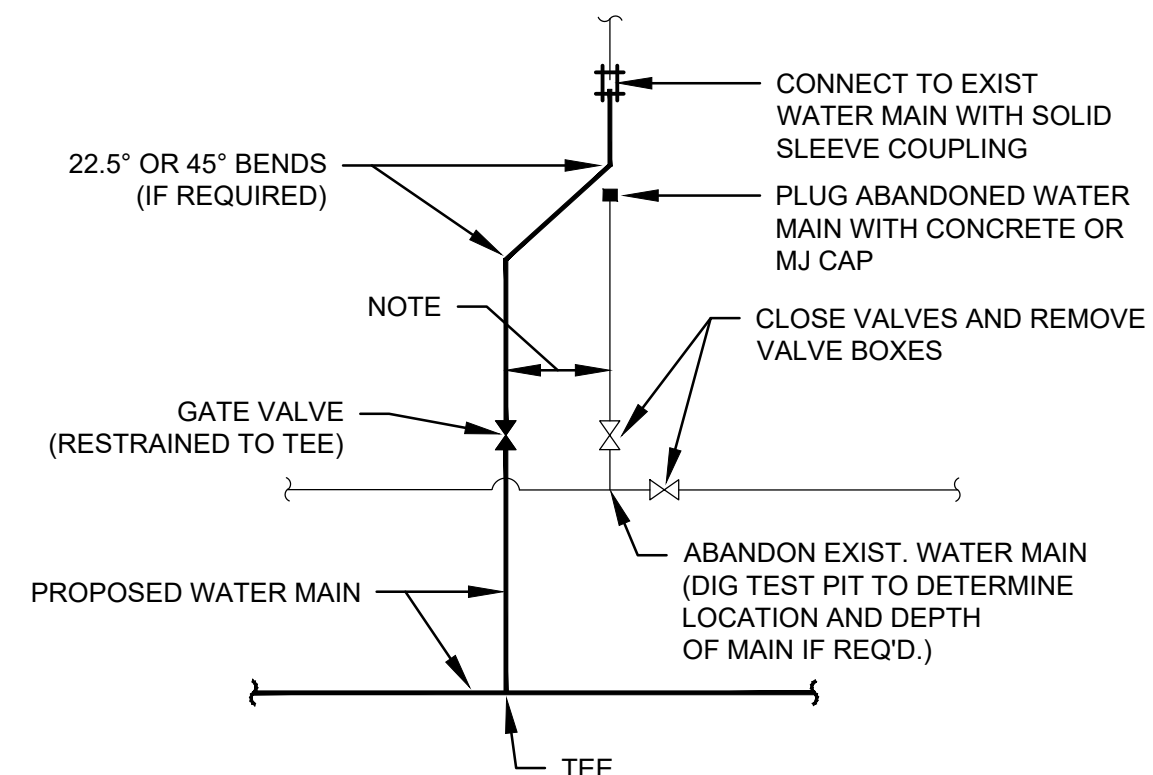 CONNECT TO EXIST
WATER MAIN WITH SOLID
SLEEVE COUPLING
22.5° OR 45° BENDS
(IF REQUIRED)
PLUG ABANDONED WATER
MAIN WITH CONCRETE OR
MJ CAP
NOTE
CLOSE VALVES AND REMOVE
VALVE BOXES
GATE VALVE
(RESTRAINED TO TEE)
ABANDON EXIST. WATER MAIN
(DIG TEST PIT TO DETERMINE
LOCATION AND DEPTH
OF MAIN IF REQ'D.)
PROPOSED WATER MAIN
TEE